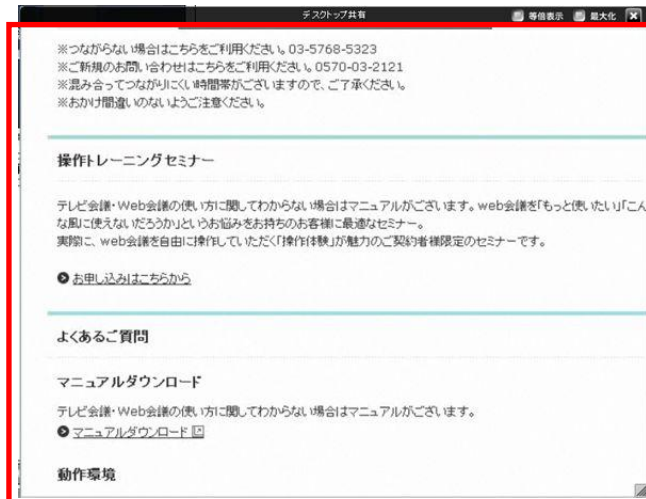 デスクトップ共有
等倍表示
最大化
※つながらない場合はこちらをご利用ください。03-5768-5323
※ご新規のお問い合わせはこちらをご利用ください。0570-03-2121
※混み合ってつながりにくい時間帯がございますので、ご了承ください。
※おかけ間違いのないようご注意ください。
操作トレーニングセミナー
テレビ会議・Web会議の使い方に関してわからない場合はマニュアルがございます。web会議を「もっと使いたい」「こん
な風に使えないだろうか」というお悩みをお持ちのお客様に最適なセミナー。
実際に、web会議を自由に操作していただく「操作体験」が魅力のご契約者様限定のセミナーです。
お申し込みはこちらから
よくあるご質問
マニュアルダウンロード
テレビ会議・Web会議の使い方に関してわからない場合はマニュアルがございます。
マニュアルダウンロード
動作環境